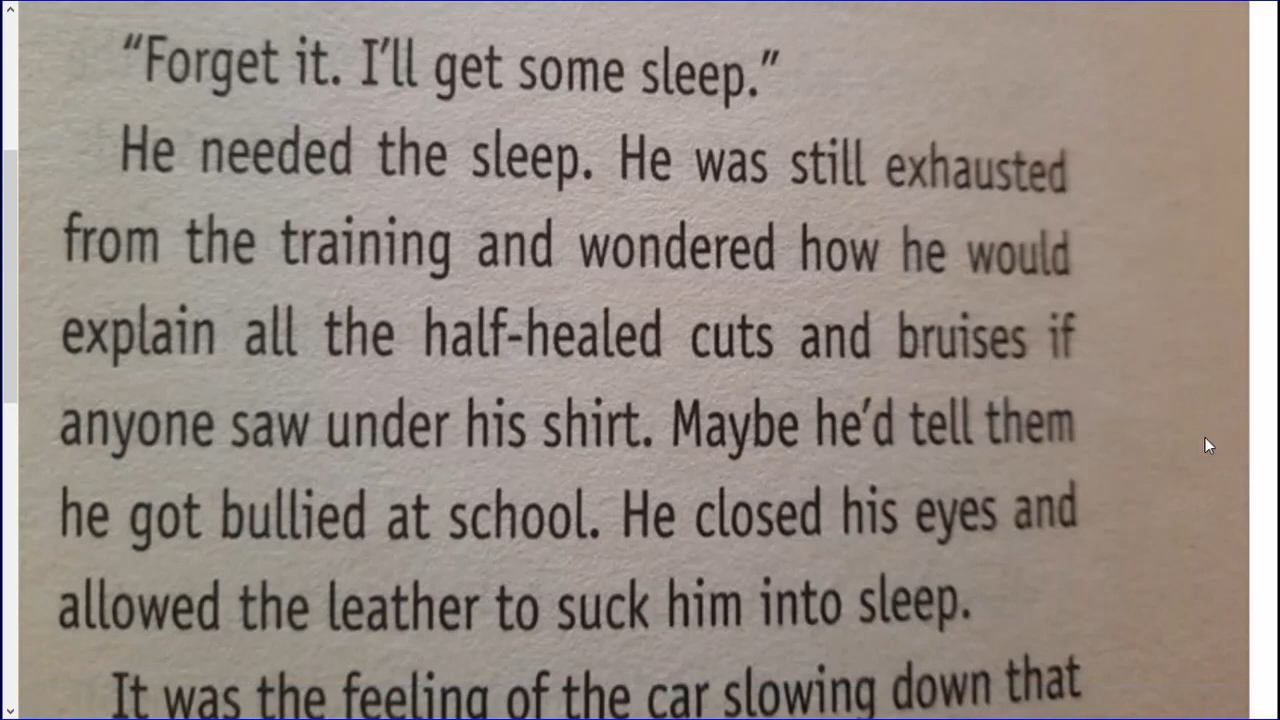 “Forget it. I’ll get some sleep.”
He needed the sleep. He was still exhausted
from the training and wondered how he would
explain all the half-healed cuts and bruises if
anyone saw under his shirt. Maybe he’d tell them
he got bullied at school. He closed his eyes and
allowed the leather to suck him into sleep.
It was the feeling of the car slowing down that